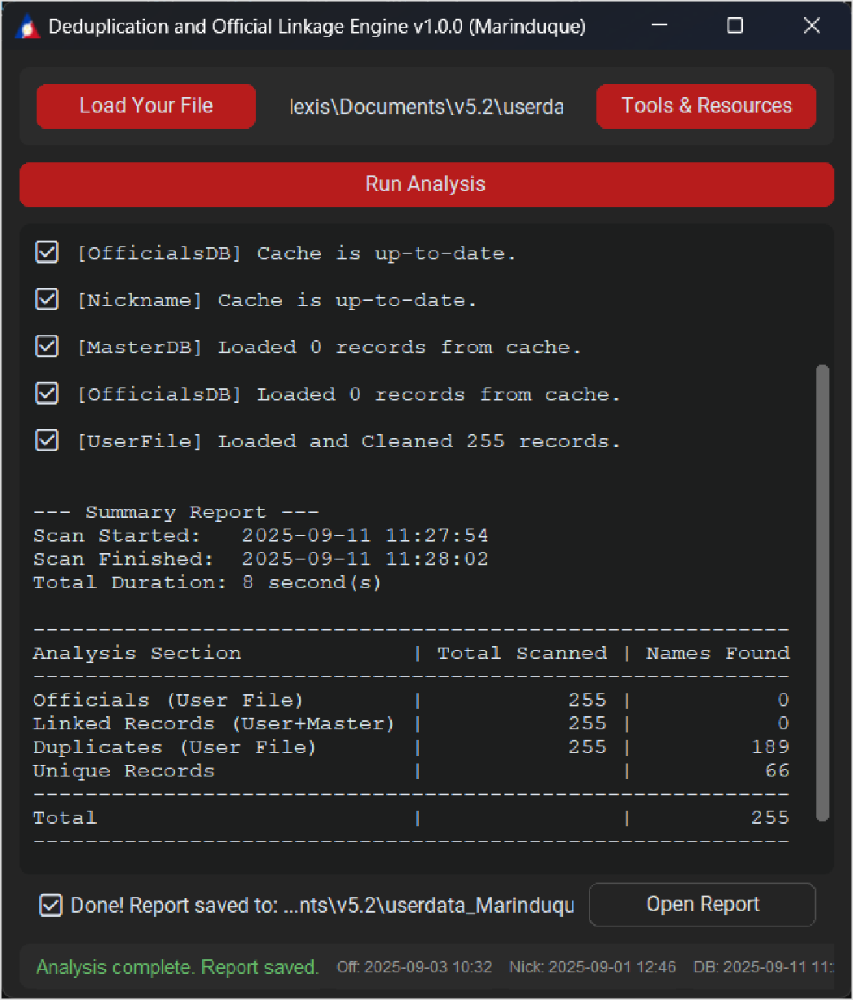 Deduplication and Official Linkage Engine v1.0.0 (Marinduque)
Load Your File lexis\Documents\v5.2\userda Tools & Resources
Run Analysis
[OfficialsDB] Cache is up-to-date.
[Nickname] Cache is up-to-date.
[MasterDB] Loaded 0 records from cache.
[OfficialsDB] Loaded 0 records from cache.
[UserFile] Loaded and Cleaned 255 records.
--- Summary Report ---
Scan Started: 2025-09-11 11:27:54
Scan Finished: 2025-09-11 11:28:02
Total Duration: 8 second(s)
----------------------------------------------------------
Analysis Section | Total Scanned | Names Found
----------------------------------------------------------
Officials (User File) | 255 | 0
Linked Records (User+Master) | 255 | 0
Duplicates (User File) | 255 | 189
Unique Records | | 66
----------------------------------------------------------
Total | | 255
----------------------------------------------------------
Done! Report saved to: ...nts\v5.2\userdata_Marinduqu Open Report
Analysis complete. Report saved. Off: 2025-09-03 10:32 Nick: 2025-09-01 12:46 DB: 2025-09-11 11: